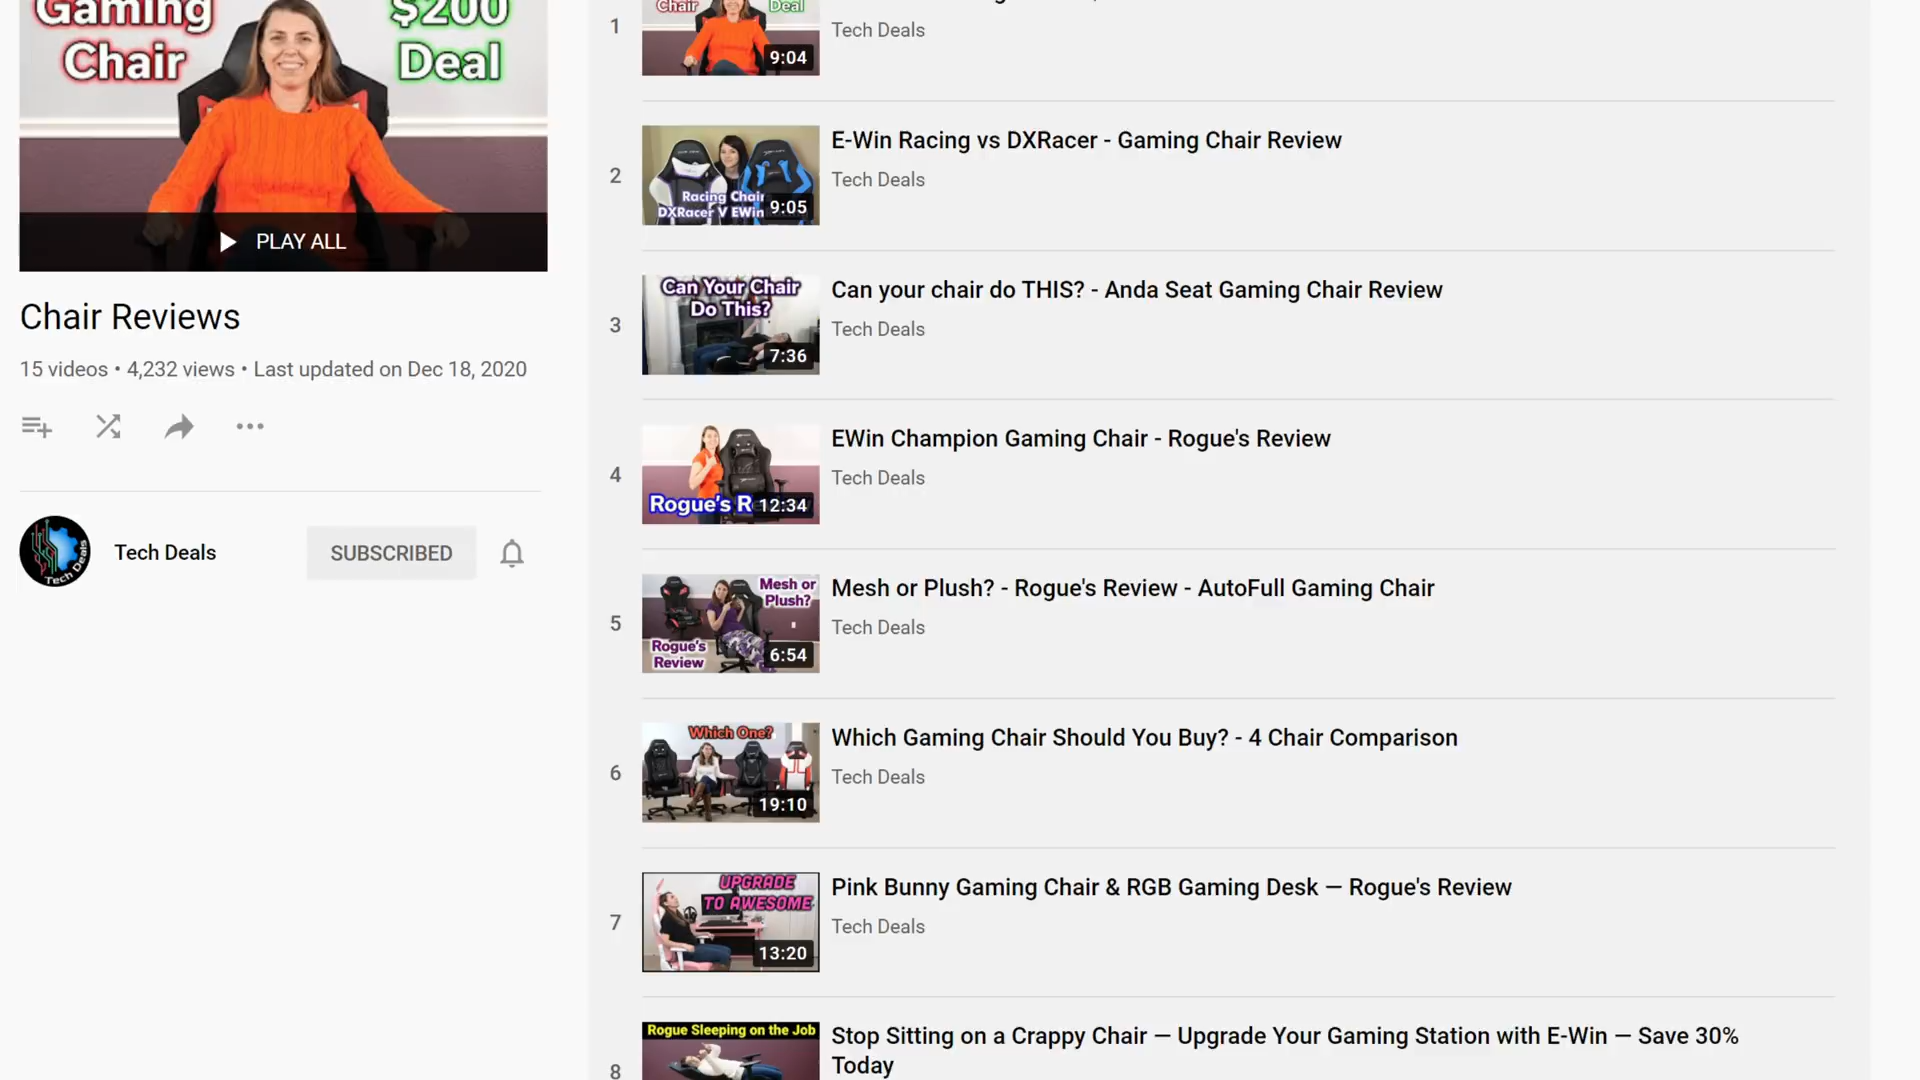 Gaming
Chair
$200
Deal
PLAY ALL
Chair Reviews
15 videos • 4,232 views • Last updated on Dec 18, 2020
Tech Deals
Tech Deals
SUBSCRIBED
1
Chair
Deal
9:04
Tech Deals
2
Racing Chair
DXRacer V EWin
9:05
E-Win Racing vs DXRacer - Gaming Chair Review
Tech Deals
3
Can Your Chair
Do This?
7:36
Can your chair do THIS? - Anda Seat Gaming Chair Review
Tech Deals
4
Rogue's R
12:34
EWin Champion Gaming Chair - Rogue's Review
Tech Deals
5
Mesh or
Plush?
Rogue's
Review
6:54
Mesh or Plush? - Rogue's Review - AutoFull Gaming Chair
Tech Deals
6
Which One?
19:10
Which Gaming Chair Should You Buy? - 4 Chair Comparison
Tech Deals
7
UPGRADE
TO AWESOME
13:20
Pink Bunny Gaming Chair & RGB Gaming Desk — Rogue's Review
Tech Deals
8
Rogue Sleeping on the Job
Stop Sitting on a Crappy Chair — Upgrade Your Gaming Station with E-Win — Save 30%
Today